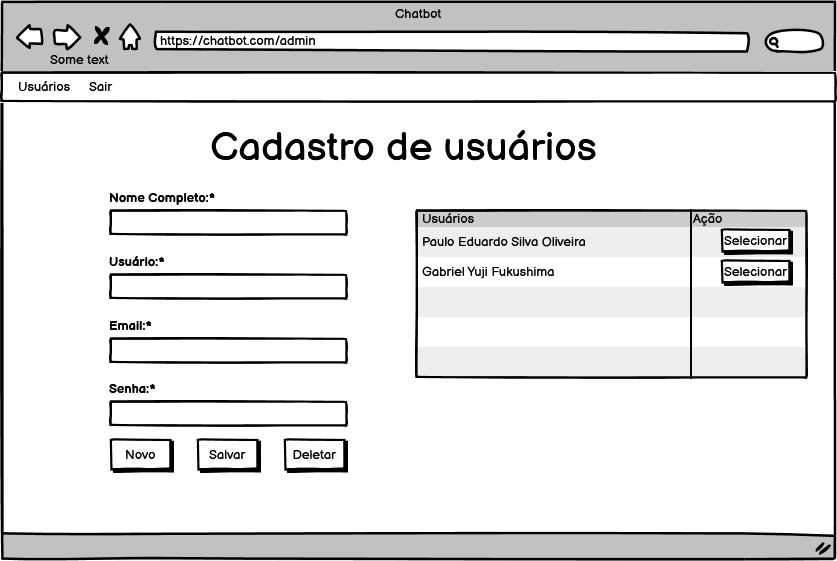 Chatbot
https://chatbot.com/admin
Some text
Usuários Sair
Cadastro de usuários
Nome Completo:*
Usuário:*
Email:*
Senha:*
Novo Salvar Deletar
Usuários Ação
Paulo Eduardo Silva Oliveira Selecionar
Gabriel Yuji Fukushima Selecionar